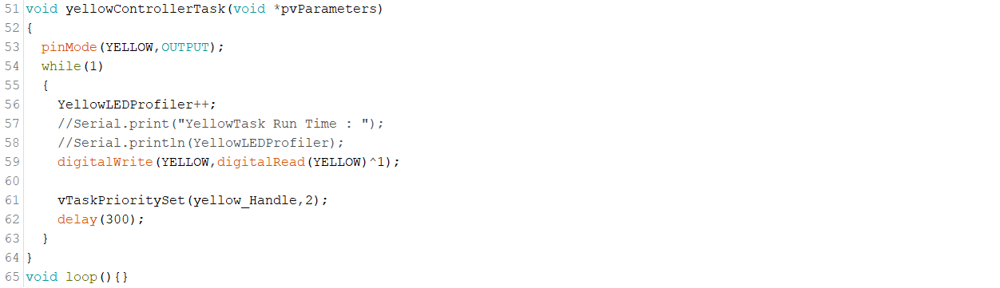 51 void yellowControllerTask(void *pvParameters)
52 {
53   pinMode(YELLOW,OUTPUT);
54   while(1)
55   {
56     YellowLEDProfiler++;
57     //Serial.print("YellowTask Run Time : ");
58     //Serial.println(YellowLEDProfiler);
59     digitalWrite(YELLOW,digitalRead(YELLOW)^1);
60
61     vTaskPrioritySet(yellow_Handle,2);
62     delay(300);
63   }
64 }
65 void loop(){}